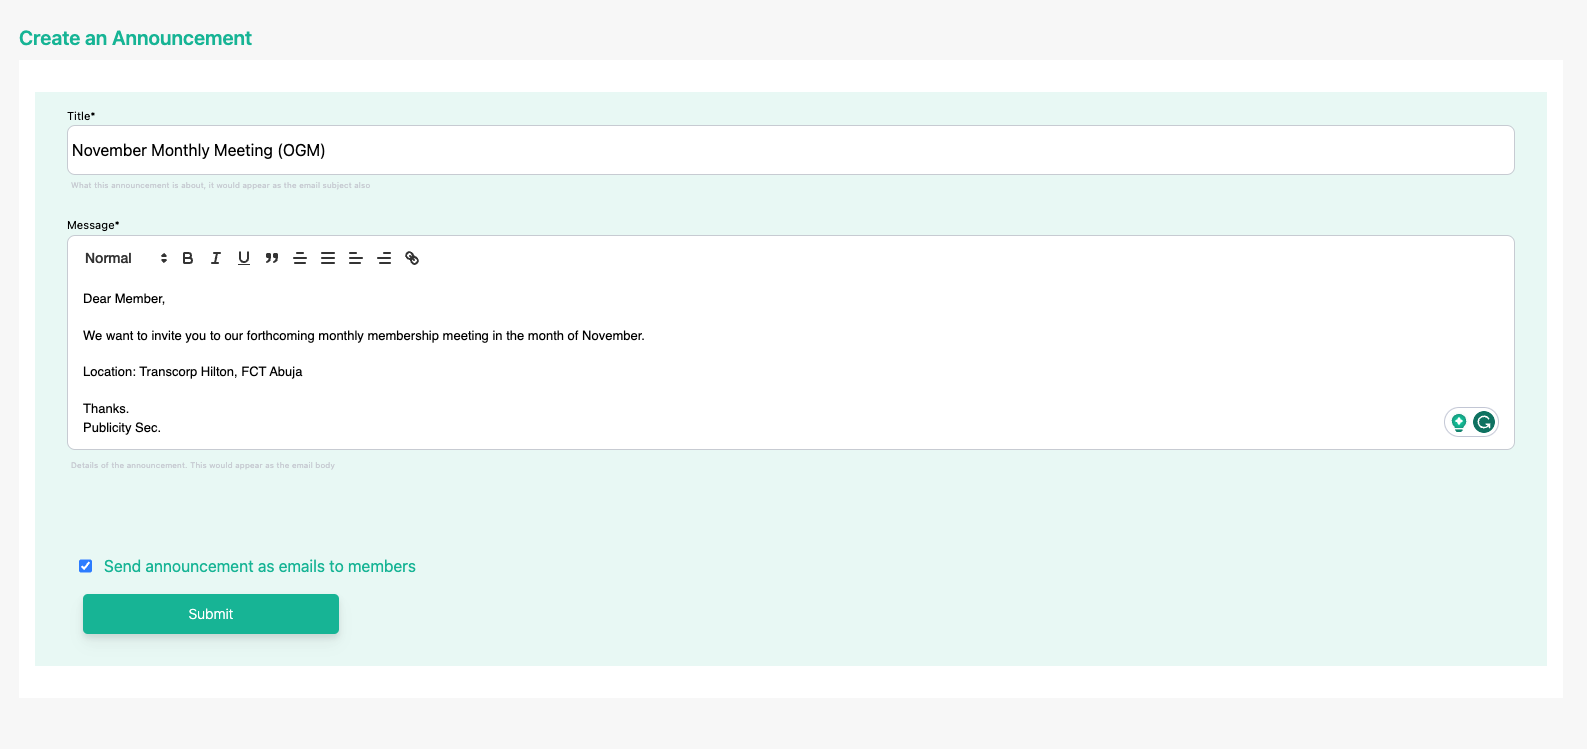 Create an Announcement
Title*
November Monthly Meeting (OGM)
What this announcement is about, it would appear as the email subject also
Message*
Normal
Dear Member,
We want to invite you to our forthcoming monthly membership meeting in the month of November.
Location: Transcorp Hilton, FCT Abuja
Thanks.
Publicity Sec.
Details of the announcement. This would appear as the email body
Send announcement as emails to members
Submit